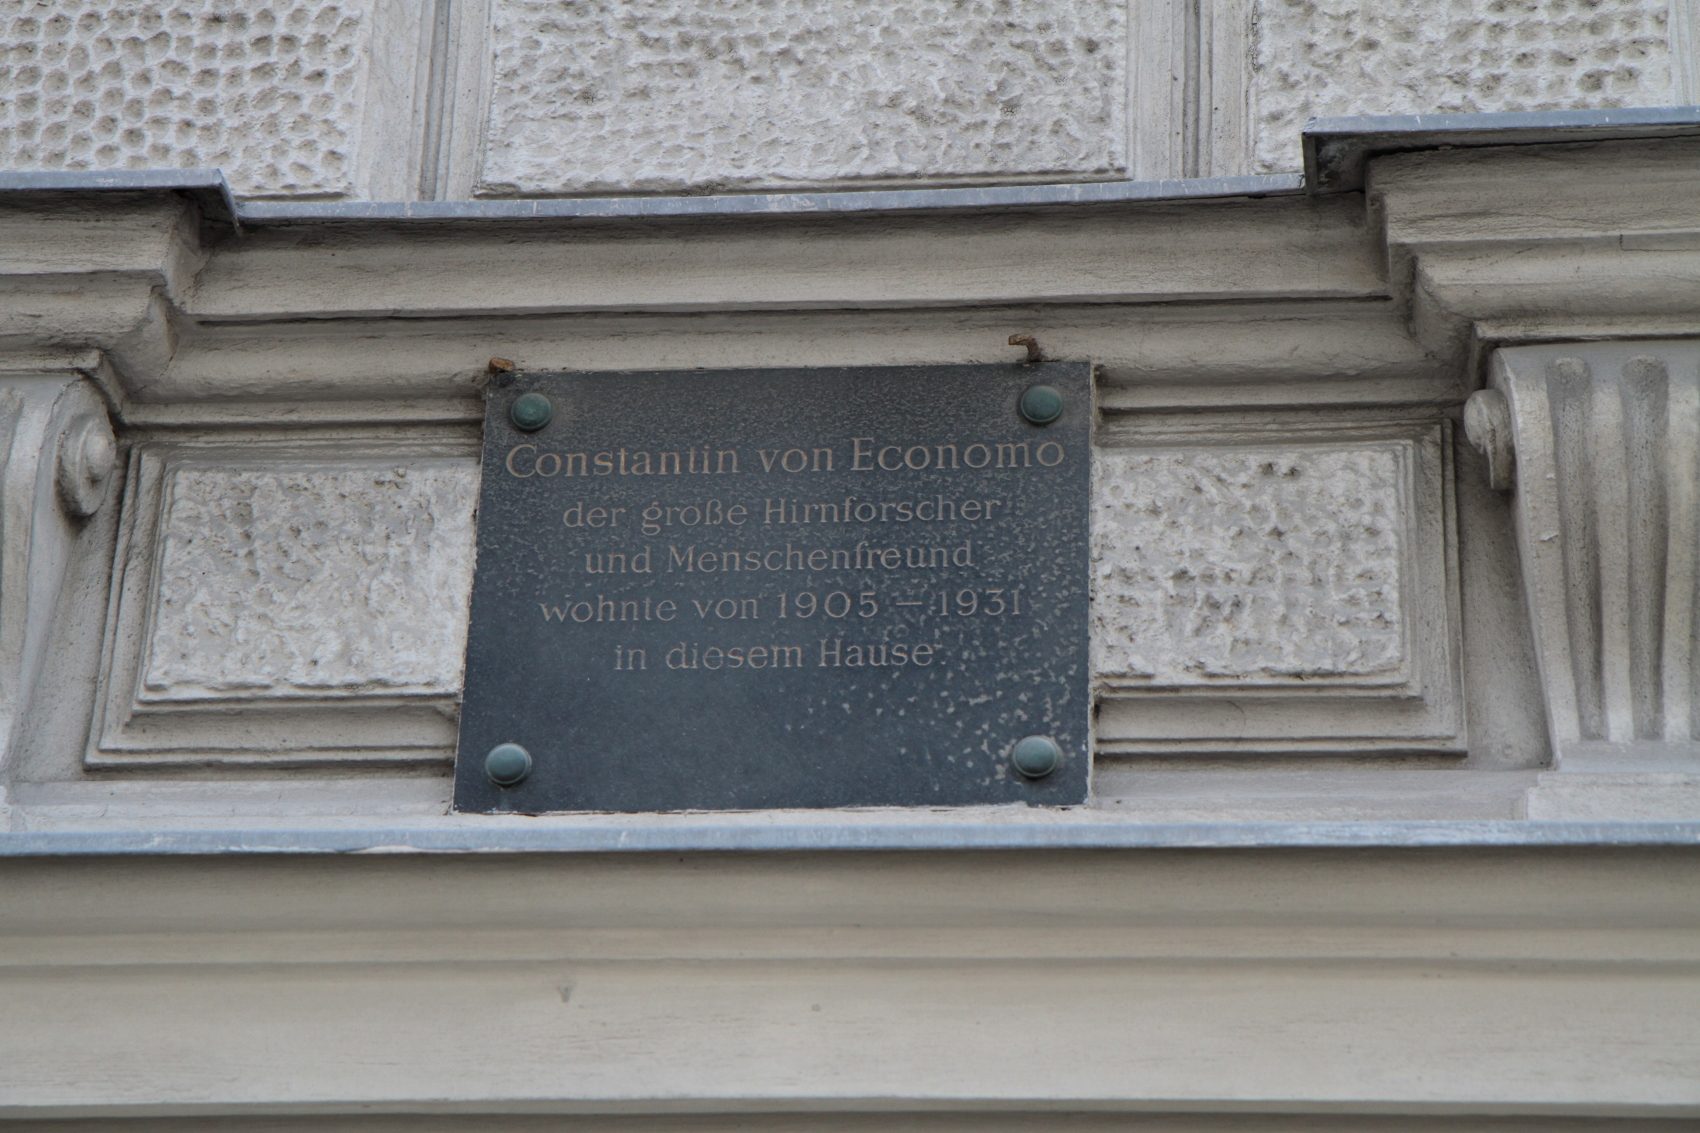 Constantin von Economo
der große Hirnforscher
und Menschenfreund
wohnte von 1905 – 1931
in diesem Hause.